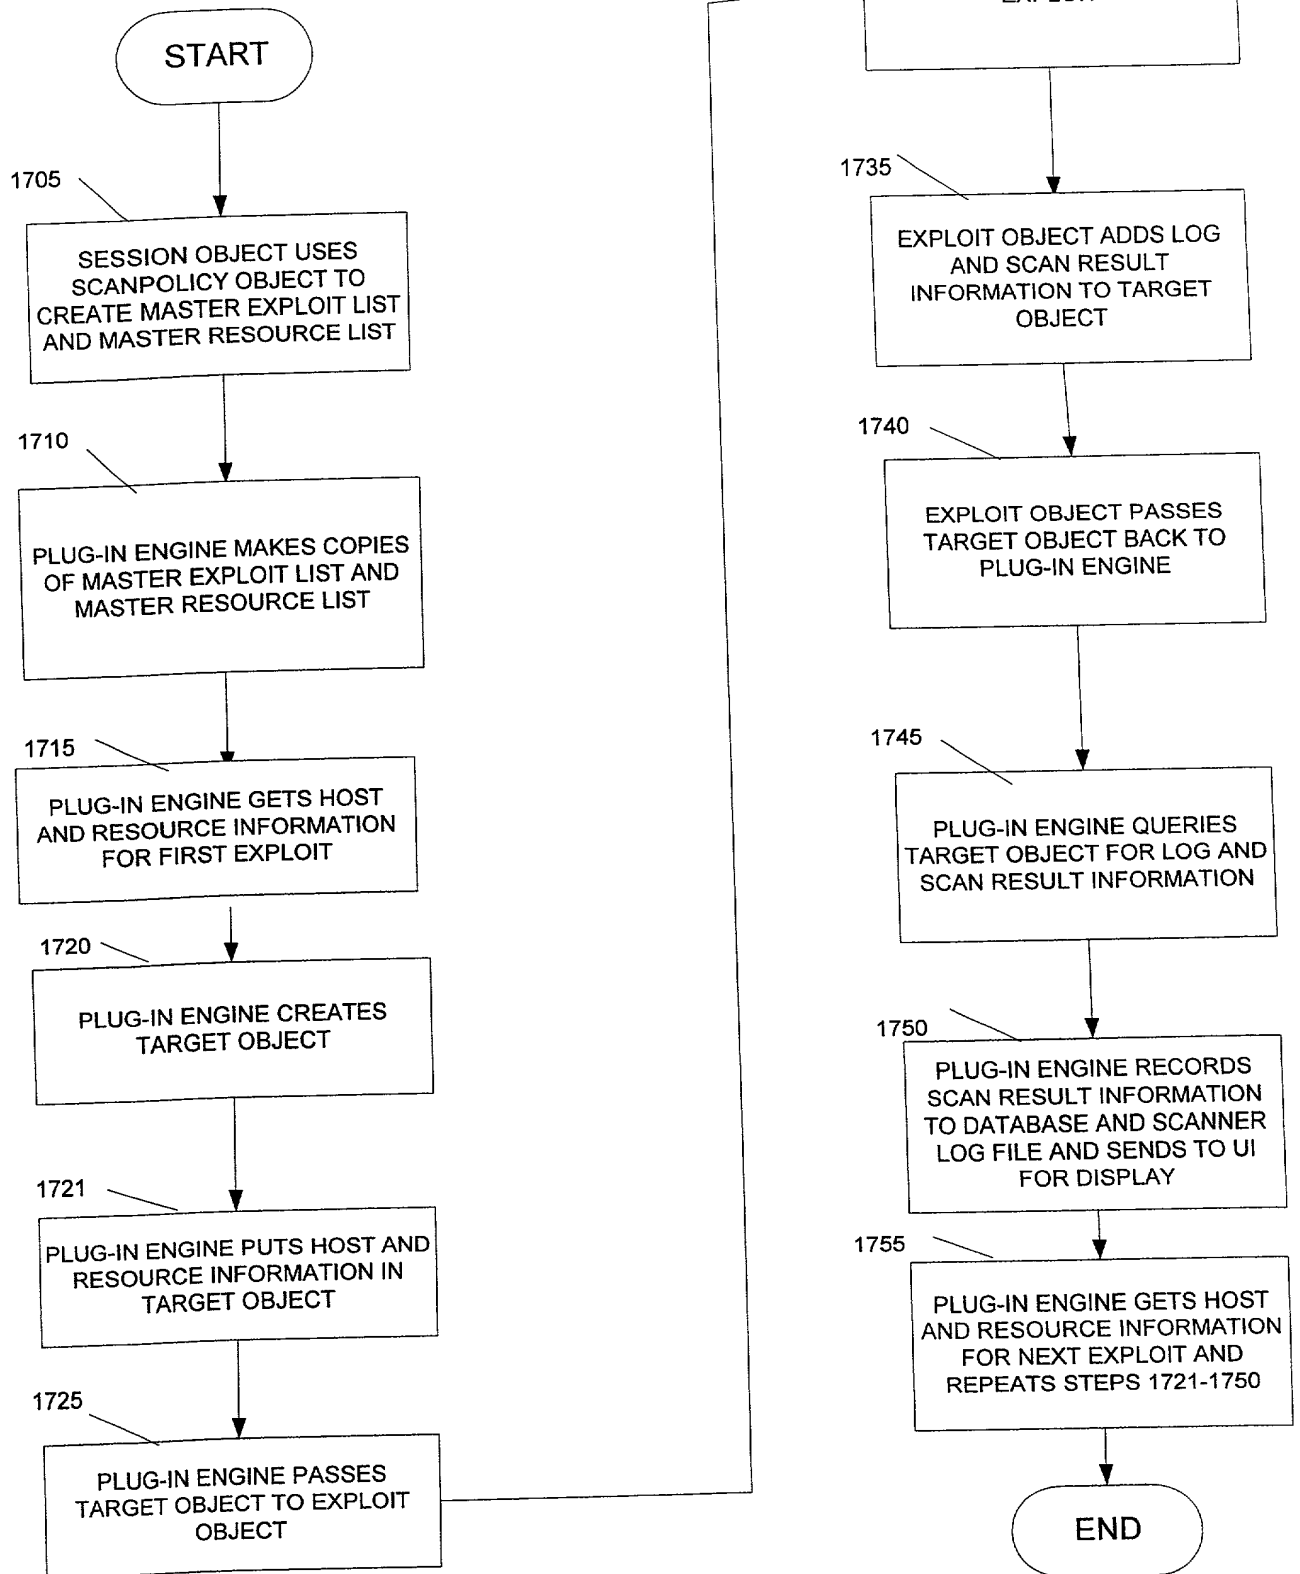 START
1705
SESSION OBJECT USES
SCANPOLICY OBJECT TO
CREATE MASTER EXPLOIT LIST
AND MASTER RESOURCE LIST
1710
PLUG-IN ENGINE MAKES COPIES
OF MASTER EXPLOIT LIST AND
MASTER RESOURCE LIST
1715
PLUG-IN ENGINE GETS HOST
AND RESOURCE INFORMATION
FOR FIRST EXPLOIT
1720
PLUG-IN ENGINE CREATES
TARGET OBJECT
1721
PLUG-IN ENGINE PUTS HOST AND
RESOURCE INFORMATION IN
TARGET OBJECT
1725
PLUG-IN ENGINE PASSES
TARGET OBJECT TO EXPLOIT
OBJECT
1735
EXPLOIT OBJECT ADDS LOG
AND SCAN RESULT
INFORMATION TO TARGET
OBJECT
1740
EXPLOIT OBJECT PASSES
TARGET OBJECT BACK TO
PLUG-IN ENGINE
1745
PLUG-IN ENGINE QUERIES
TARGET OBJECT FOR LOG AND
SCAN RESULT INFORMATION
1750
PLUG-IN ENGINE RECORDS
SCAN RESULT INFORMATION
TO DATABASE AND SCANNER
LOG FILE AND SENDS TO UI
FOR DISPLAY
1755
PLUG-IN ENGINE GETS HOST
AND RESOURCE INFORMATION
FOR NEXT EXPLOIT AND
REPEATS STEPS 1721-1750
END